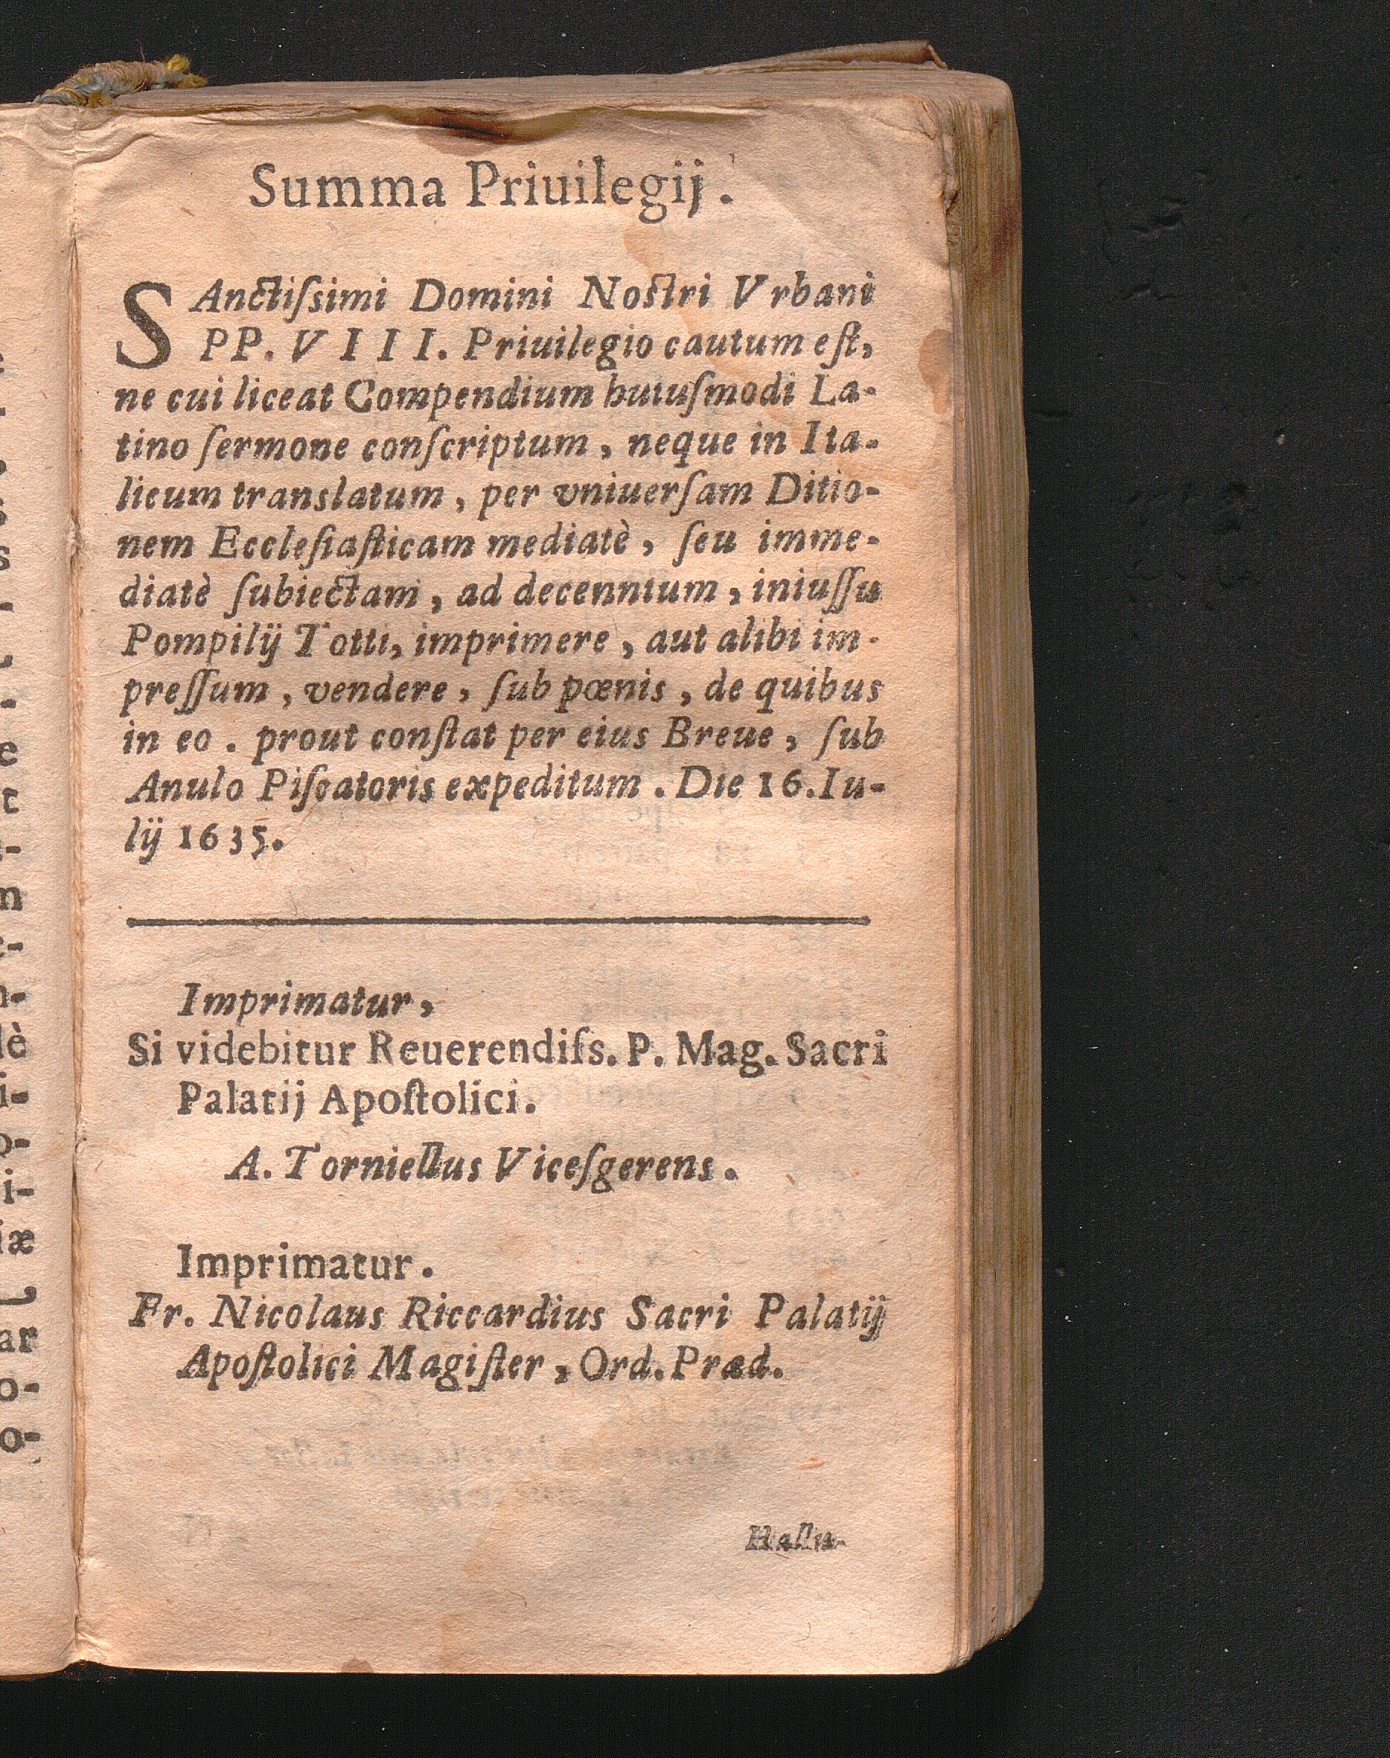 Summa Priuilegij.
SAnctiſsimi Domini Nostri Vrbani
PP. VIII. Priuilegio cautum eſt,
ne cui liceat Compendium huiuſmodi La-
tino ſermone conſcriptum, neque in Ita-
licum translatum, per vniuerſam Ditio-
nem Eccleſiaſticam mediatè, ſeu imme-
diatè ſubiectam, ad decennium, iniuſſu
Pompilij Totti, imprimere, aut alibi im-
preſſum, vendere, ſub pœnis, de quibus
in eo. prout conſtat per eius Breue, ſub
Anulo Piſcatoris expeditum. Die 16. Iu-
lij 1635.
Imprimatur,
Si videbitur Reuerendiſs. P. Mag. Sacri
Palatij Apoſtolici.
A. Torniellus Viceſgerens.
Imprimatur.
Fr. Nicolaus Riccardius Sacri Palatij
Apoſtolici Magiſter, Ord. Præd.